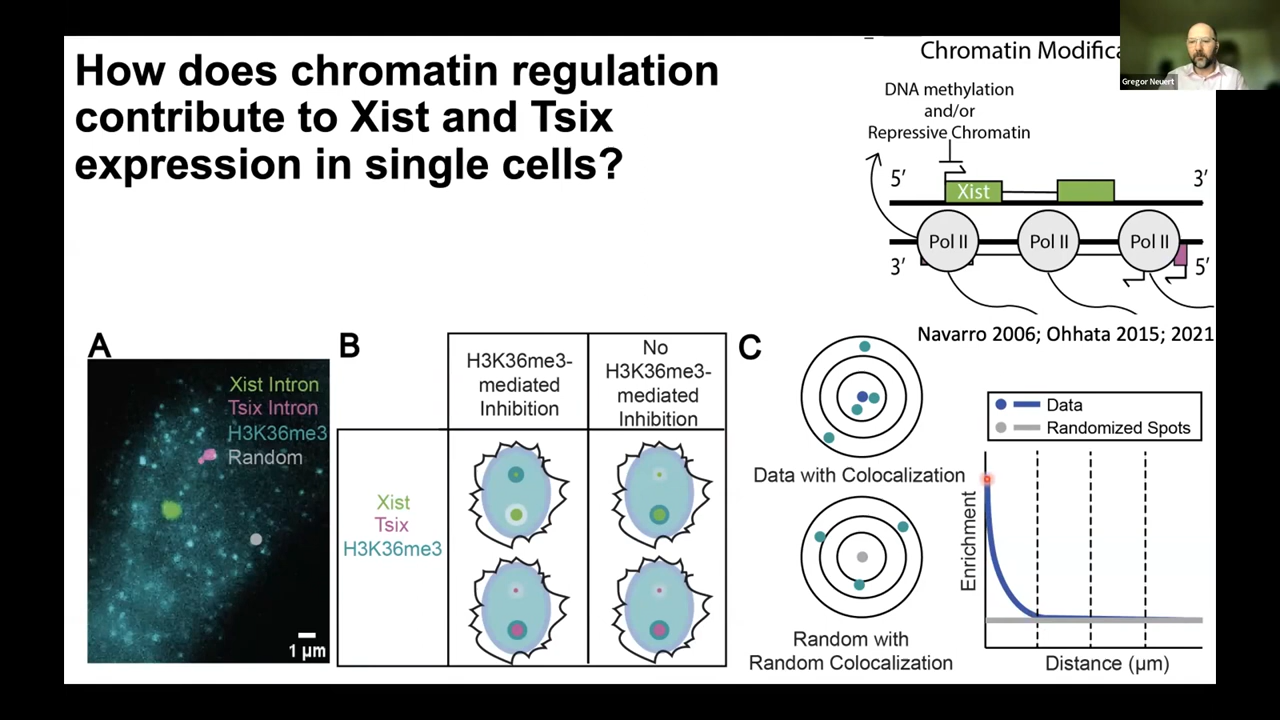 How does chromatin regulation
contribute to Xist and Tsix
expression in single cells?
Chromatin Modifica
Gregor Neuert
DNA methylation
and/or
Repressive Chromatin
5′
Xist
3′
Pol II
Pol II
Pol II
3′
5′
Navarro 2006; Ohhata 2015; 2021
A
Xist Intron
Tsix Intron
H3K36me3
Random
1 µm
B
H3K36me3-
mediated
Inhibition
No
H3K36me3-
mediated
Inhibition
Xist
Tsix
H3K36me3
C
Data with Colocalization
Random with
Random Colocalization
Data
Randomized Spots
Enrichment
Distance (µm)